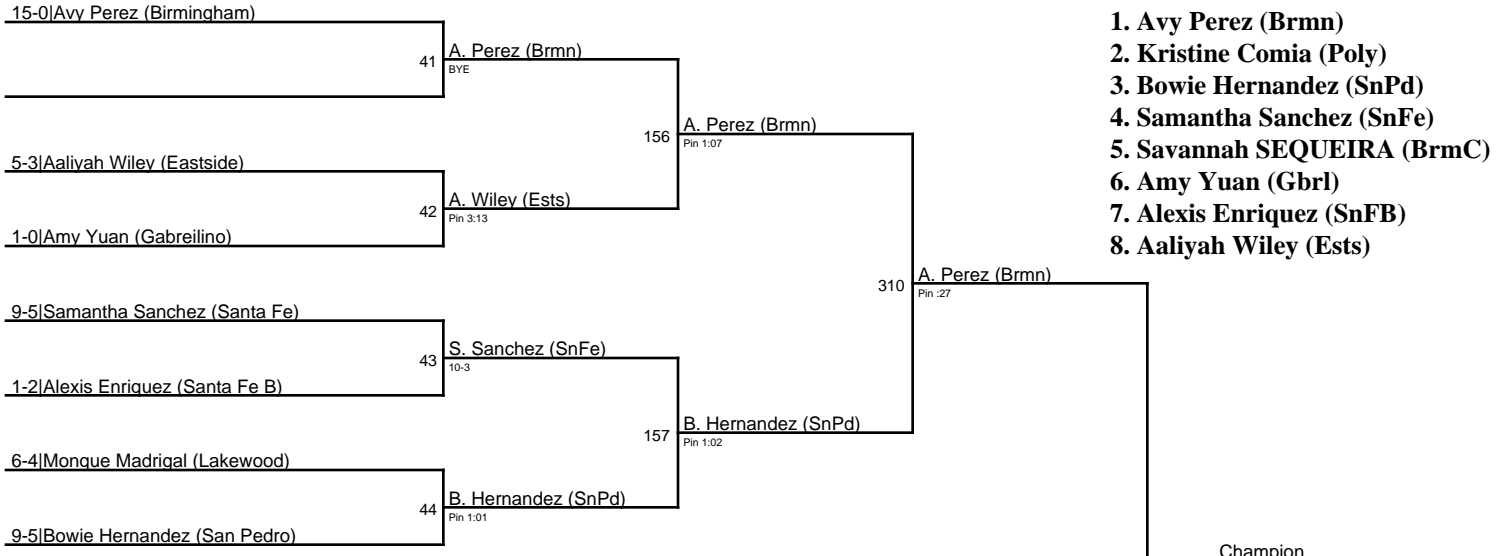 15-0|Avy Perez (Birmingham)
41
A. Perez (Brmn)
BYE
156
A. Perez (Brmn)
Pin 1:07
5-3|Aaliyah Wiley (Eastside)
42
A. Wiley (Ests)
Pin 3:13
1-0|Amy Yuan (Gabreilino)
310
A. Perez (Brmn)
Pin :27
9-5|Samantha Sanchez (Santa Fe)
43
S. Sanchez (SnFe)
10-3
1-2|Alexis Enriquez (Santa Fe B)
157
B. Hernandez (SnPd)
Pin 1:02
6-4|Monque Madrigal (Lakewood)
44
B. Hernandez (SnPd)
Pin 1:01
9-5|Bowie Hernandez (San Pedro)
1. Avy Perez (Brmn)
2. Kristine Comia (Poly)
3. Bowie Hernandez (SnPd)
4. Samantha Sanchez (SnFe)
5. Savannah SEQUEIRA (BrmC)
6. Amy Yuan (Gbrl)
7. Alexis Enriquez (SnFB)
8. Aaliyah Wiley (Ests)
Champion